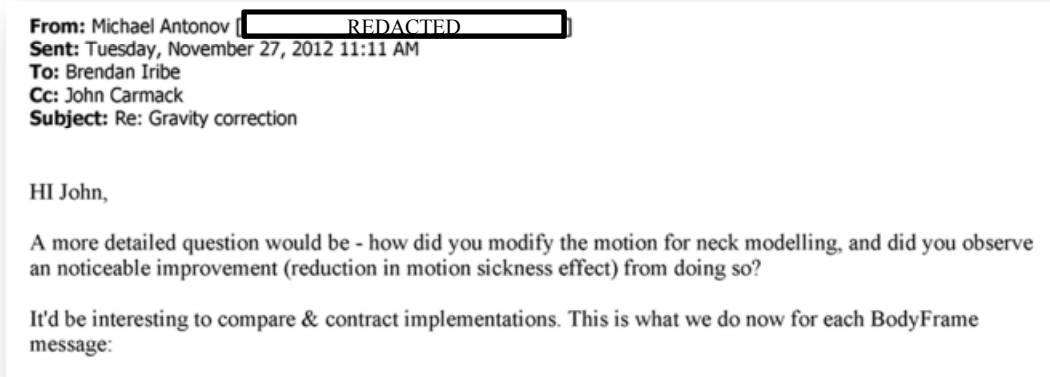 From: Michael Antonov [REDACTED]
Sent: Tuesday, November 27, 2012 11:11 AM
To: Brendan Iribe
Cc: John Carmack
Subject: Re: Gravity correction
HI John,
A more detailed question would be - how did you modify the motion for neck modelling, and did you observe
an noticeable improvement (reduction in motion sickness effect) from doing so?
It'd be interesting to compare & contract implementations. This is what we do now for each BodyFrame
message: